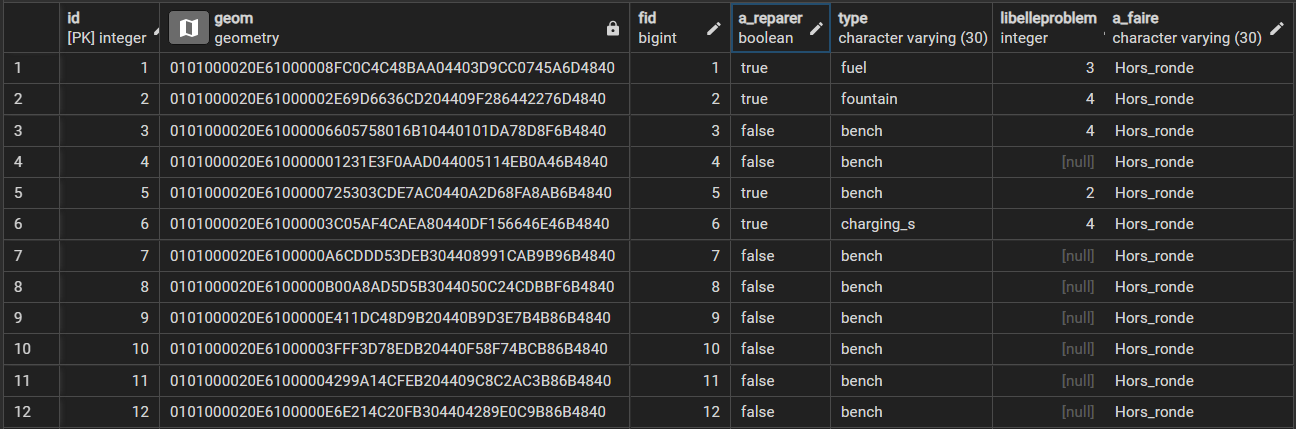 id geom fid a_reparer type libelleproblem a_faire
[PK] integer geometry bigint boolean character varying (30) integer character varying (30)
1 1 0101000020E61000008FC0C4C48BAA04403D9CC0745A6D4840 1 true fuel 3 Hors_ronde
2 2 0101000020E61000002E69D6636CD204409F286442276D4840 2 true fountain 4 Hors_ronde
3 3 0101000020E61000006605758016B10440101DA78D8F6B4840 3 false bench 4 Hors_ronde
4 4 0101000020E610000001231E3F0AAD044005114EB0A46B4840 4 false bench [null] Hors_ronde
5 5 0101000020E6100000725303CDE7AC0440A2D68FA8AB6B4840 5 true bench 2 Hors_ronde
6 6 0101000020E61000003C05AF4CAEA80440DF156646E46B4840 6 true charging_s 4 Hors_ronde
7 7 0101000020E6100000A6CDDD53DEB304408991CAB9B96B4840 7 false bench [null] Hors_ronde
8 8 0101000020E6100000B00A8AD5D5B3044050C24CDBBF6B4840 8 false bench [null] Hors_ronde
9 9 0101000020E6100000E411DC48D9B20440B9D3E7B4B86B4840 9 false bench [null] Hors_ronde
10 10 0101000020E61000003FFF3D78EDB20440F58F74BCB86B4840 10 false bench [null] Hors_ronde
11 11 0101000020E61000004299A14CFEB204409C8C2AC3B86B4840 11 false bench [null] Hors_ronde
12 12 0101000020E6100000E6E214C20FB304404289E0C9B86B4840 12 false bench [null] Hors_ronde